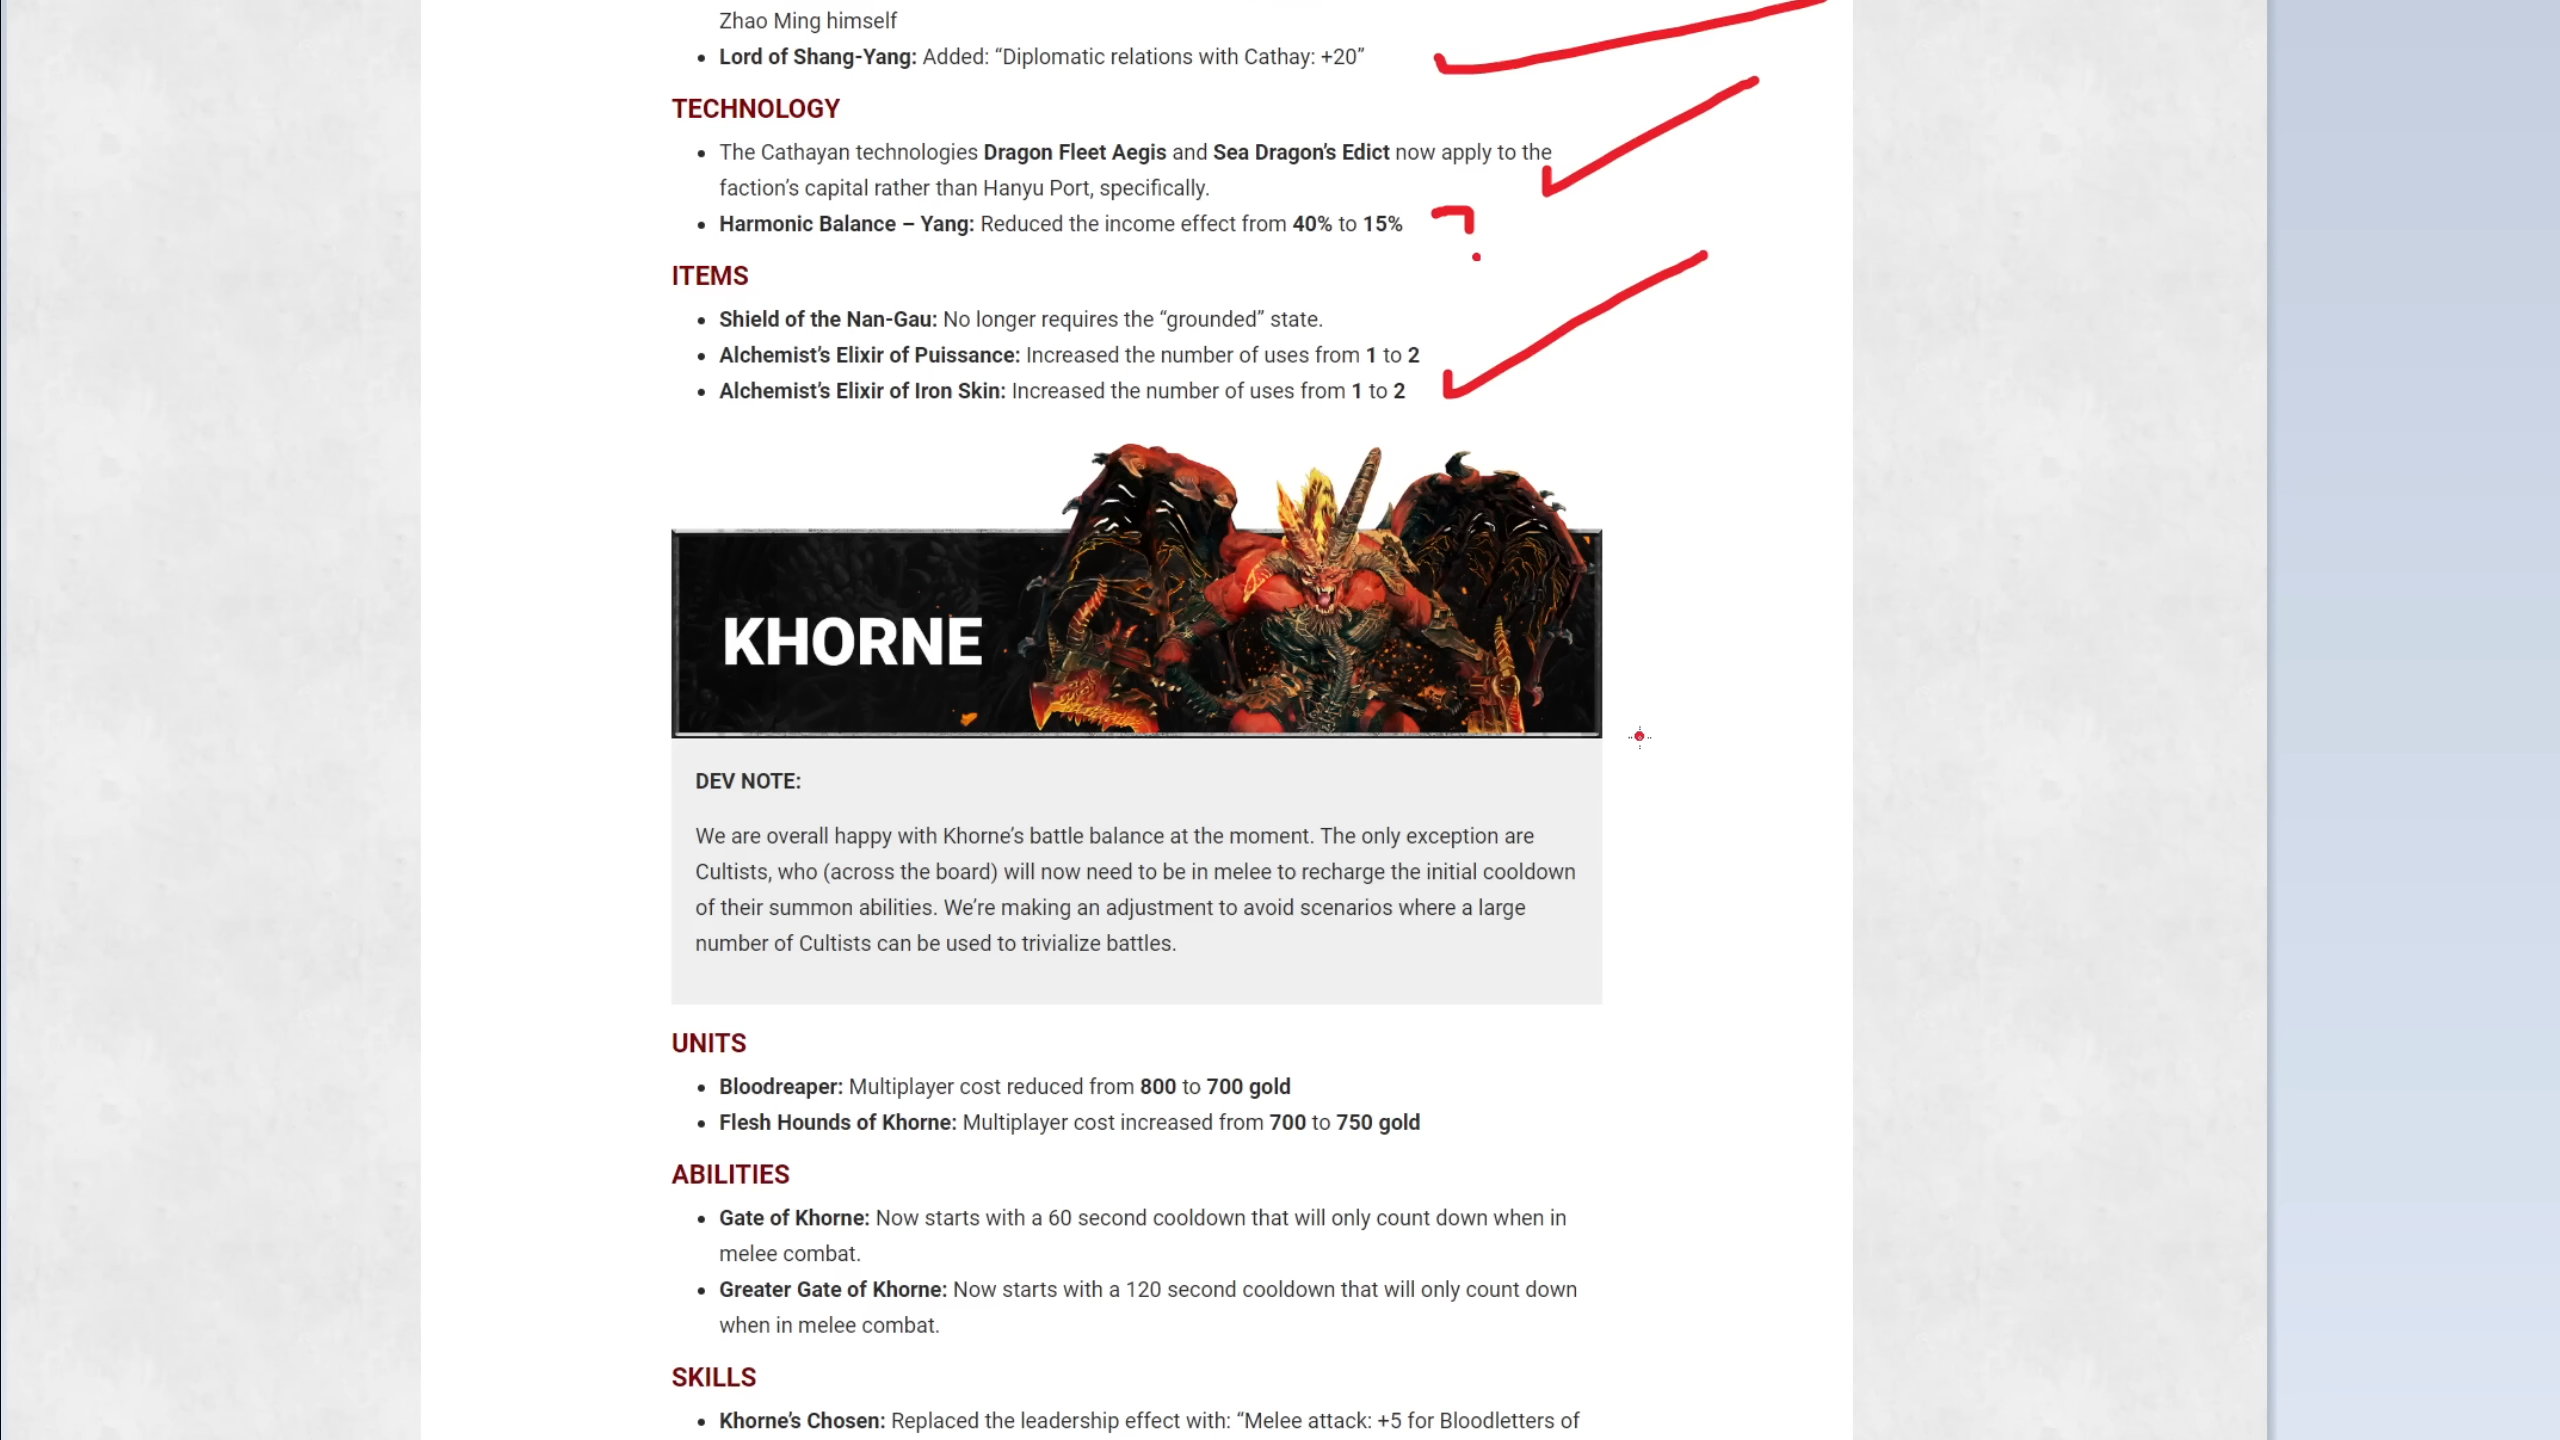 Zhao Ming himself
• Lord of Shang-Yang: Added: “Diplomatic relations with Cathay: +20”
TECHNOLOGY
• The Cathayan technologies Dragon Fleet Aegis and Sea Dragon’s Edict now apply to the
faction’s capital rather than Hanyu Port, specifically.
• Harmonic Balance – Yang: Reduced the income effect from 40% to 15%
ITEMS
• Shield of the Nan-Gau: No longer requires the “grounded” state.
• Alchemist’s Elixir of Puissance: Increased the number of uses from 1 to 2
• Alchemist’s Elixir of Iron Skin: Increased the number of uses from 1 to 2
KHORNE
DEV NOTE:
We are overall happy with Khorne’s battle balance at the moment. The only exception are
Cultists, who (across the board) will now need to be in melee to recharge the initial cooldown
of their summon abilities. We’re making an adjustment to avoid scenarios where a large
number of Cultists can be used to trivialize battles.
UNITS
• Bloodreaper: Multiplayer cost reduced from 800 to 700 gold
• Flesh Hounds of Khorne: Multiplayer cost increased from 700 to 750 gold
ABILITIES
• Gate of Khorne: Now starts with a 60 second cooldown that will only count down when in
melee combat.
• Greater Gate of Khorne: Now starts with a 120 second cooldown that will only count down
when in melee combat.
SKILLS
• Khorne’s Chosen: Replaced the leadership effect with: “Melee attack: +5 for Bloodletters of